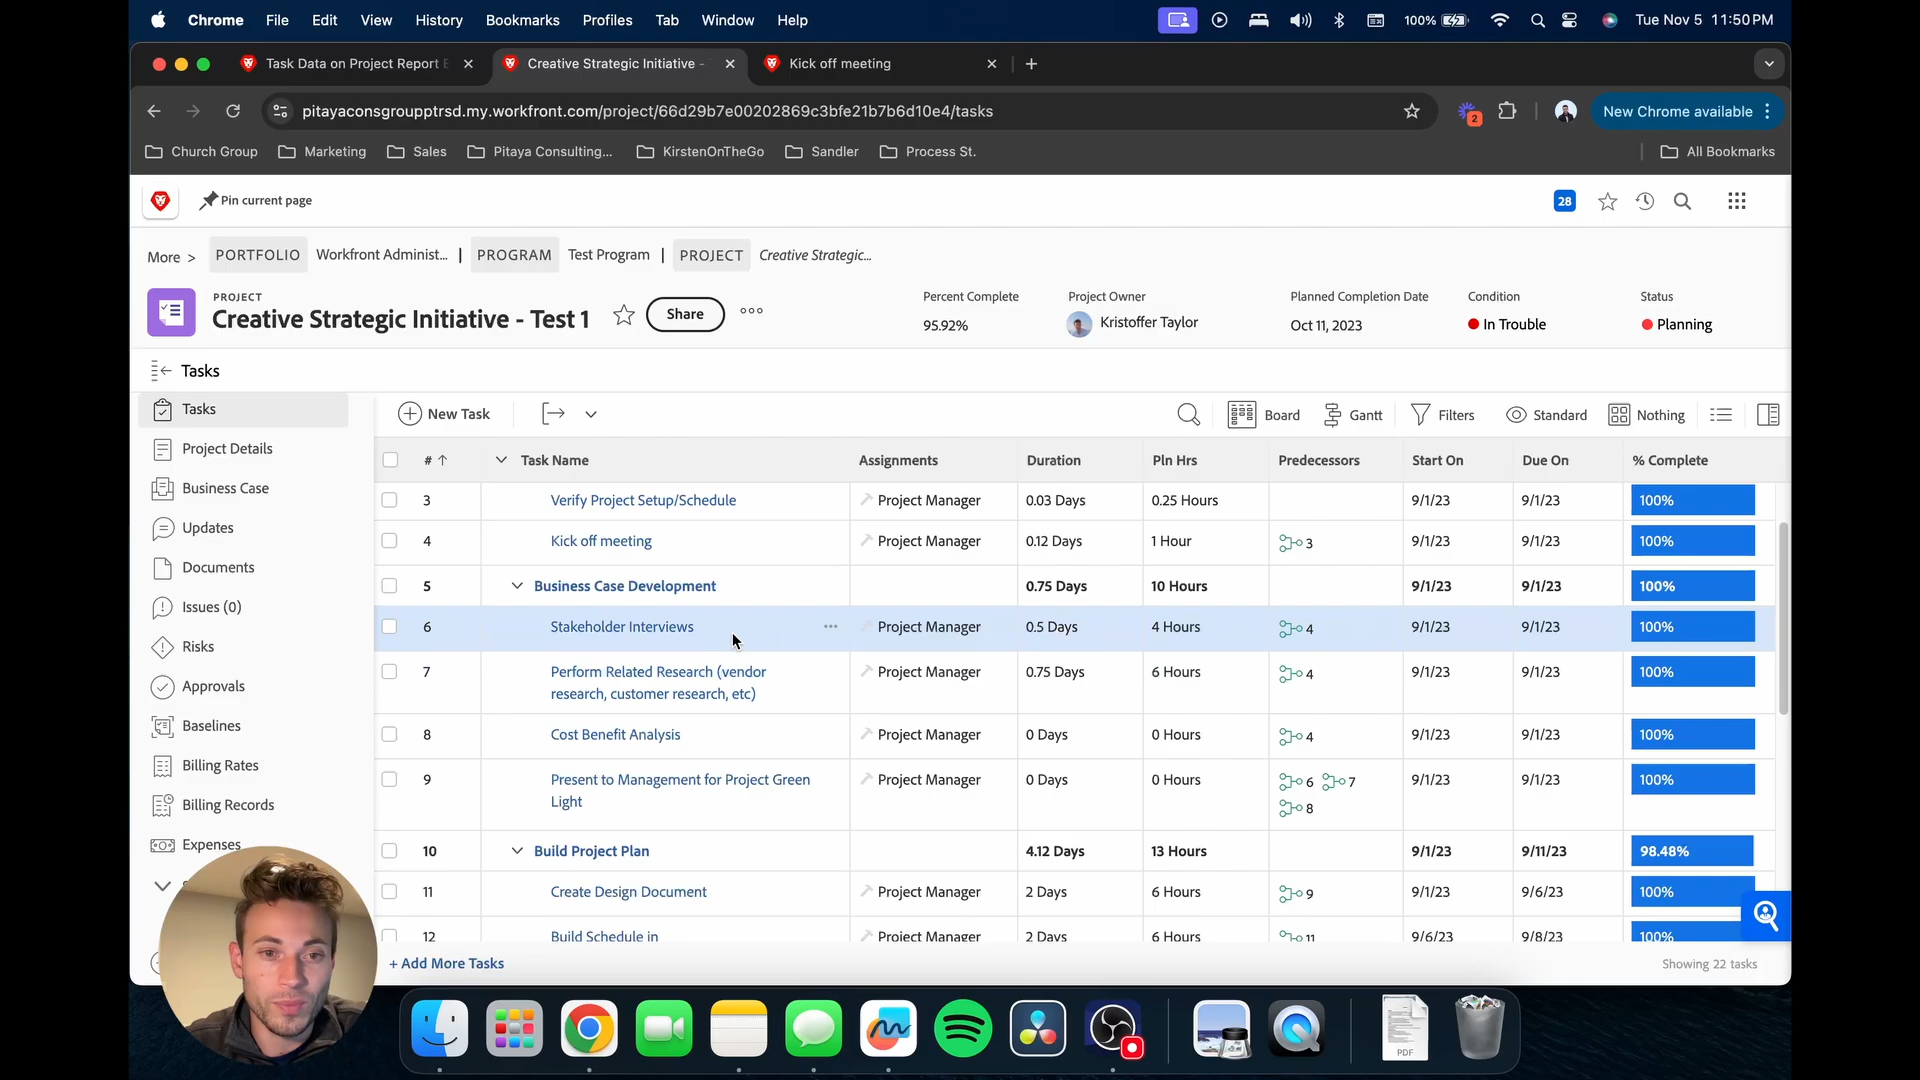 Chrome File Edit View History Bookmarks Profiles Tab Window Help 100% Tue Nov 5 11:50 PM
Task Data on Project Report Creative Strategic Initiative - Kick off meeting
pitayaconsgroupptrsd.my.workfront.com/project/66d29b7e00202869c3bfe21b7b6d10e4/tasks 2 New Chrome available
Church Group Marketing Sales Pitaya Consulting... KirstenOnTheGo Sandler Process St. All Bookmarks
Pin current page 28
More > PORTFOLIO Workfront Administ... | PROGRAM Test Program | PROJECT Creative Strategic...
PROJECT Percent Complete Project Owner Planned Completion Date Condition Status
Creative Strategic Initiative - Test 1 Share 95.92% Kristoffer Taylor Oct 11, 2023 In Trouble Planning
Tasks
Tasks
Project Details
Business Case
Updates
Documents
Issues (0)
Risks
Approvals
Baselines
Billing Rates
Billing Records
Expenses
New Task Board Gantt Filters Standard Nothing
# Task Name Assignments Duration Pln Hrs Predecessors Start On Due On % Complete
3 Verify Project Setup/Schedule Project Manager 0.03 Days 0.25 Hours 9/1/23 9/1/23 100%
4 Kick off meeting Project Manager 0.12 Days 1 Hour 3 9/1/23 9/1/23 100%
5 Business Case Development 0.75 Days 10 Hours 9/1/23 9/1/23 100%
6 Stakeholder Interviews Project Manager 0.5 Days 4 Hours 4 9/1/23 9/1/23 100%
7 Perform Related Research (vendor Project Manager 0.75 Days 6 Hours 4 9/1/23 9/1/23 100%
research, customer research, etc)
8 Cost Benefit Analysis Project Manager 0 Days 0 Hours 4 9/1/23 9/1/23 100%
9 Present to Management for Project Green Project Manager 0 Days 0 Hours 6 7 9/1/23 9/1/23 100%
Light 8
10 Build Project Plan 4.12 Days 13 Hours 9/1/23 9/11/23 98.48%
11 Create Design Document Project Manager 2 Days 6 Hours 9 9/1/23 9/6/23 100%
12 Build Schedule in Project Manager 2 Days 6 Hours 11 9/6/23 9/8/23 100%
+ Add More Tasks Showing 22 tasks
PDF